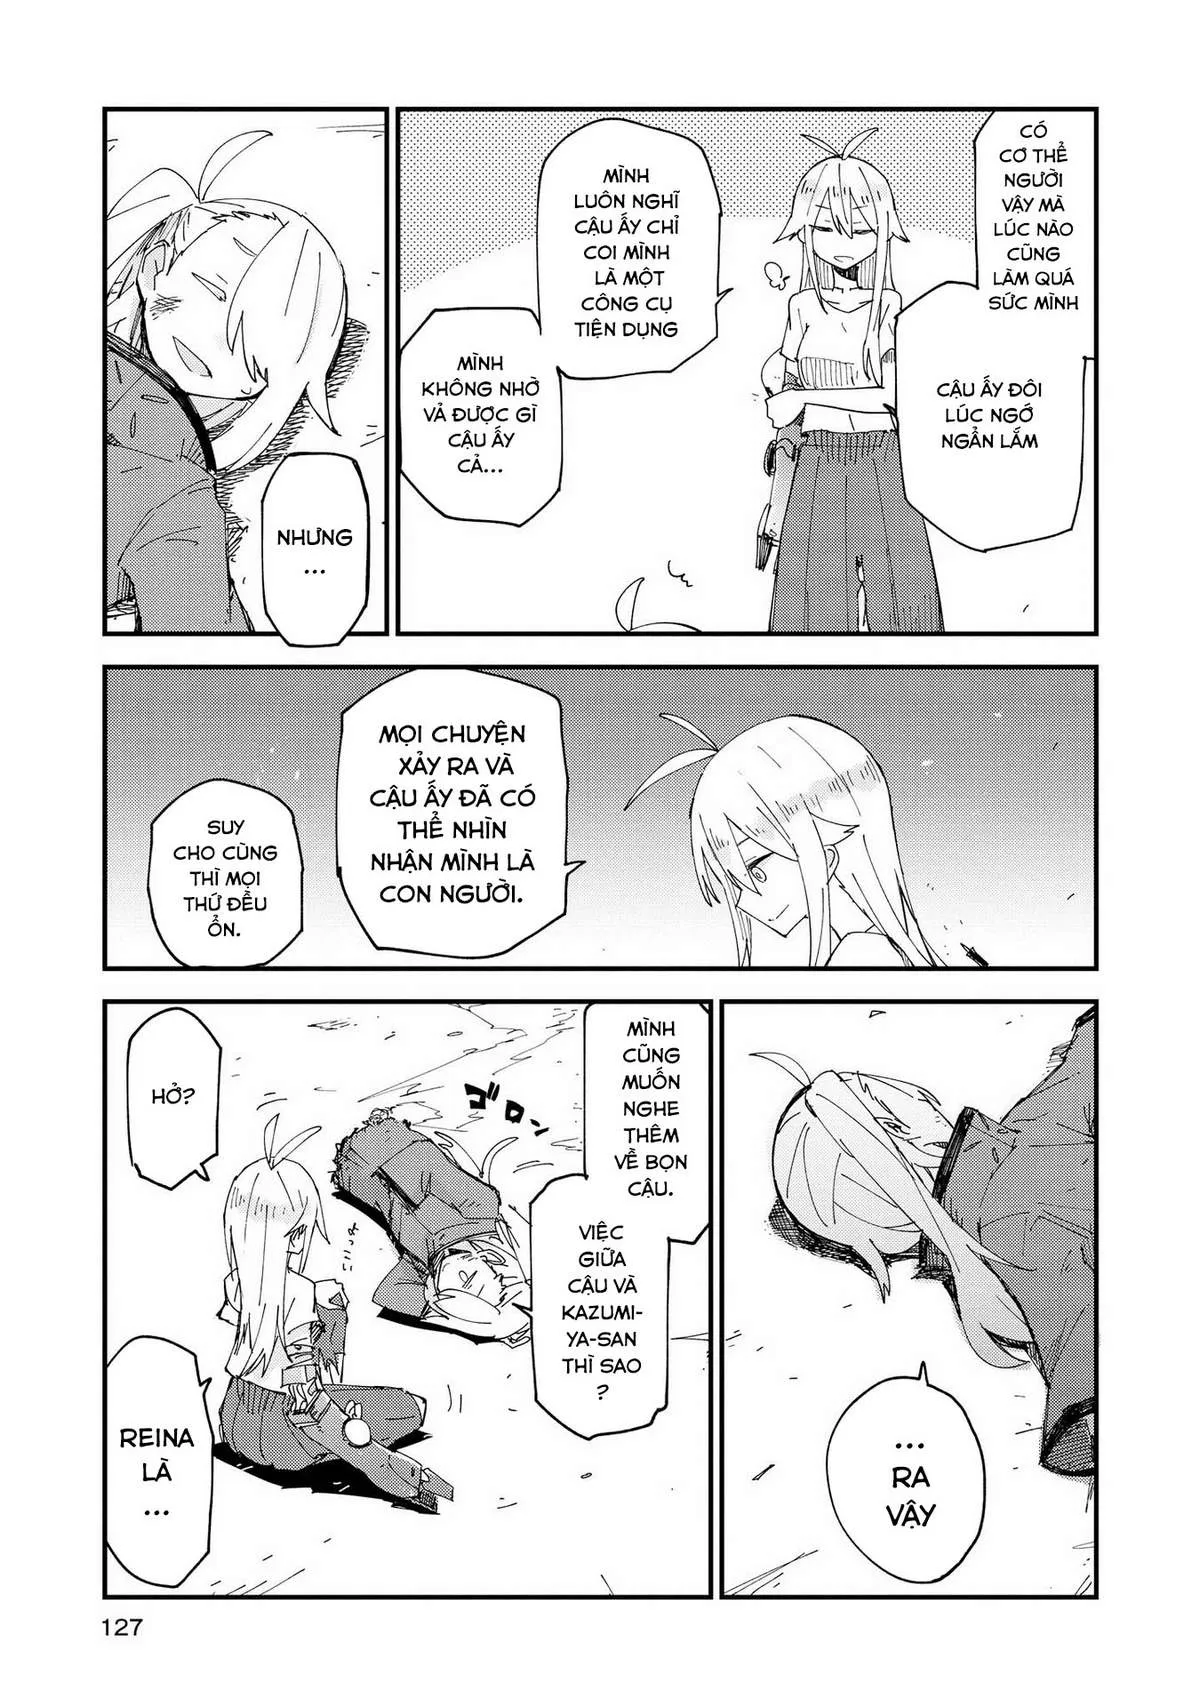 CÓ
CƠ THỂ
NGƯỜI
VẬY MÀ
LÚC NÀO
CŨNG
LÀM QUÁ
SỨC MÌNH
CẬU ẤY ĐÔI
LÚC NGỚ
NGẨN LẮM
MÌNH
LUÔN NGHĨ
CẬU ẤY CHỈ
COI MÌNH
LÀ MỘT
CÔNG CỤ
TIỆN DỤNG
MÌNH
KHÔNG NHỜ
VẢ ĐƯỢC GÌ
CẬU ẤY
CẢ...
NHƯNG
...
MỌI CHUYỆN
XẢY RA VÀ
CẬU ẤY ĐÃ CÓ
THỂ NHÌN
NHẬN MÌNH LÀ
CON NGƯỜI.
SUY
CHO CÙNG
THÌ MỌI
THỨ ĐỀU
ỔN.
...
RA
VẬY
MÌNH
CŨNG
MUỐN
NGHE
THÊM
VỀ BỌN
CẬU.
VIỆC
GIỮA
CẬU VÀ
KAZUMI-
YA-SAN
THÌ SAO
?
ゴロン
HỞ?
REINA
LÀ
...
127